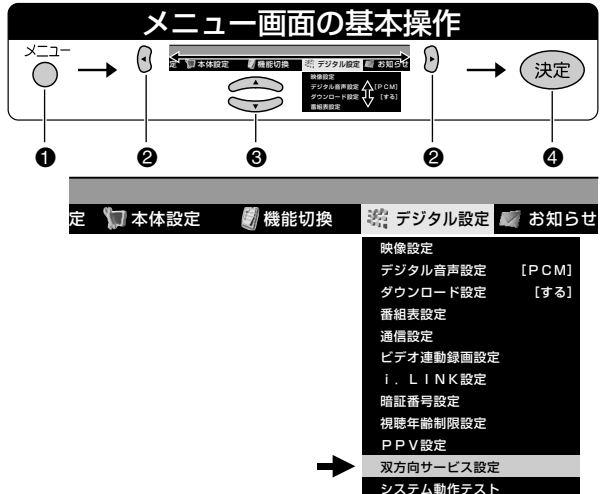 メニュー画面の基本操作
メニュー
定 本体設定 機能切換 デジタル設定 お知らせ
映像設定
デジタル音声設定 [PCM]
ダウンロード設定 [する]
番組表設定
決定
❶ ❷ ❸ ❷ ❹
定 本体設定 機能切換 デジタル設定 お知らせ
映像設定
デジタル音声設定 [PCM]
ダウンロード設定 [する]
番組表設定
通信設定
ビデオ連動録画設定
i.LINK設定
暗証番号設定
視聴年齢制限設定
PPV設定
双方向サービス設定
システム動作テスト